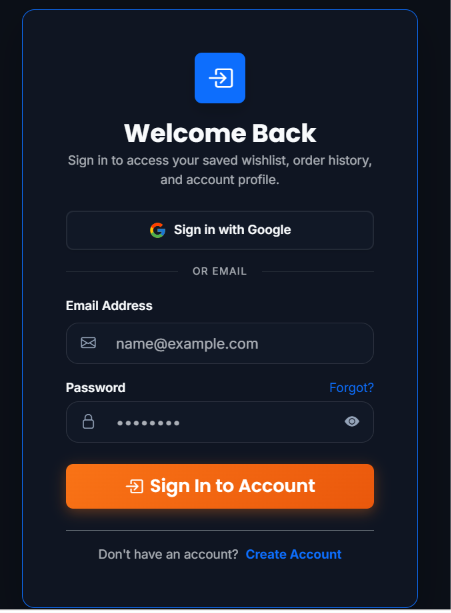 Welcome Back
Sign in to access your saved wishlist, order history,
and account profile.
Sign in with Google
OR EMAIL
Email Address
name@example.com
Password Forgot?
••••••••
Sign In to Account
Don't have an account? Create Account